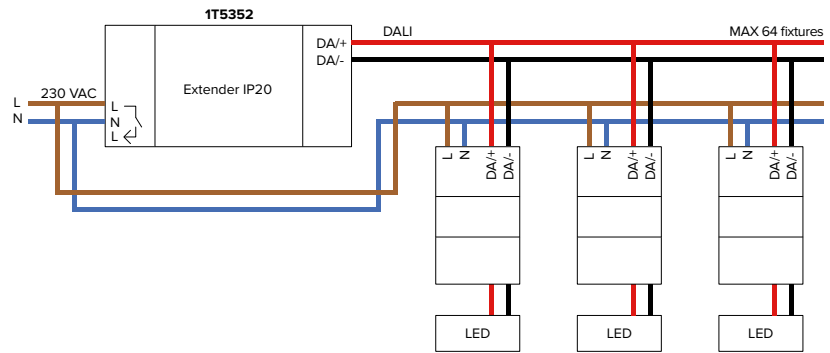 1T5352
DA/+
DALI
MAX 64 fixtures
DA/-
230 VAC
Extender IP20
L
L
N
N
L
L
N
DA/+
DA/-
L
N
DA/+
DA/-
L
N
DA/+
DA/-
LED
LED
LED